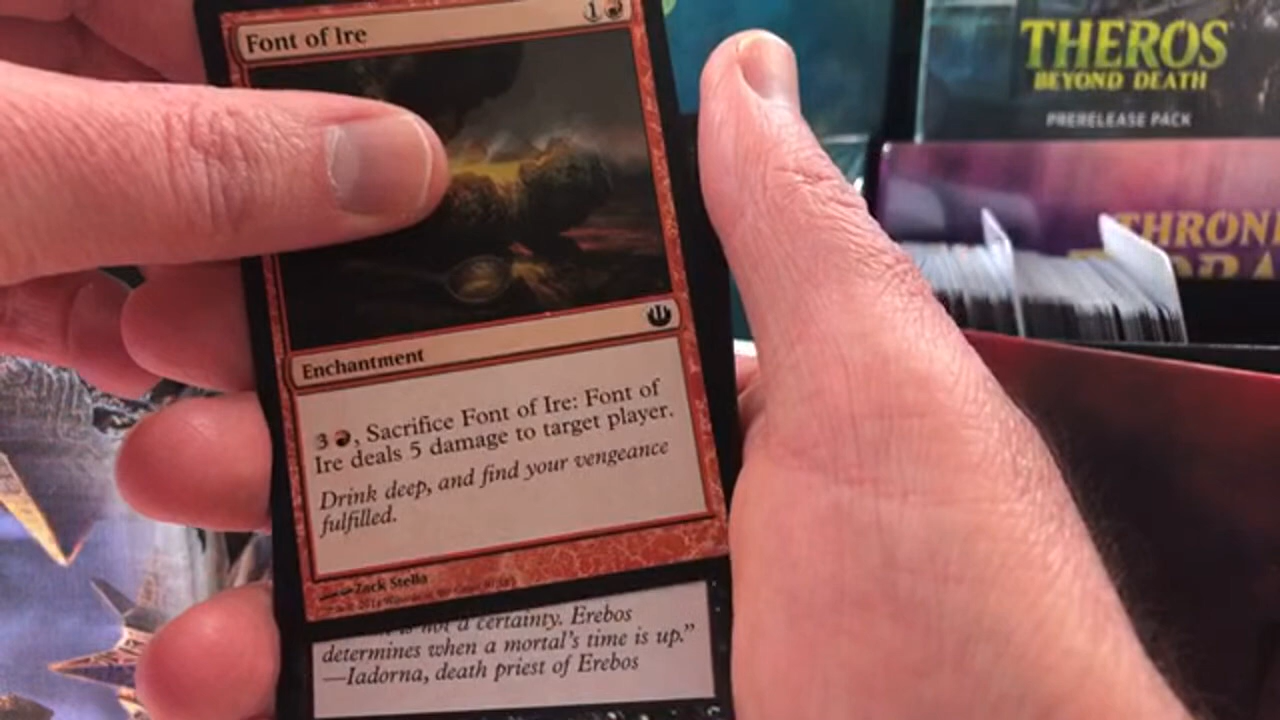 Font of Ire
1
THEROS
BEYOND DEATH
PRERELEASE PACK
THRON
Enchantment
3 , Sacrifice Font of Ire: Font of
Ire deals 5 damage to target player.
Drink deep, and find your vengeance
fulfilled.
Zack Stella
is not a certainty. Erebos
determines when a mortal's time is up."
—Iadorna, death priest of Erebos